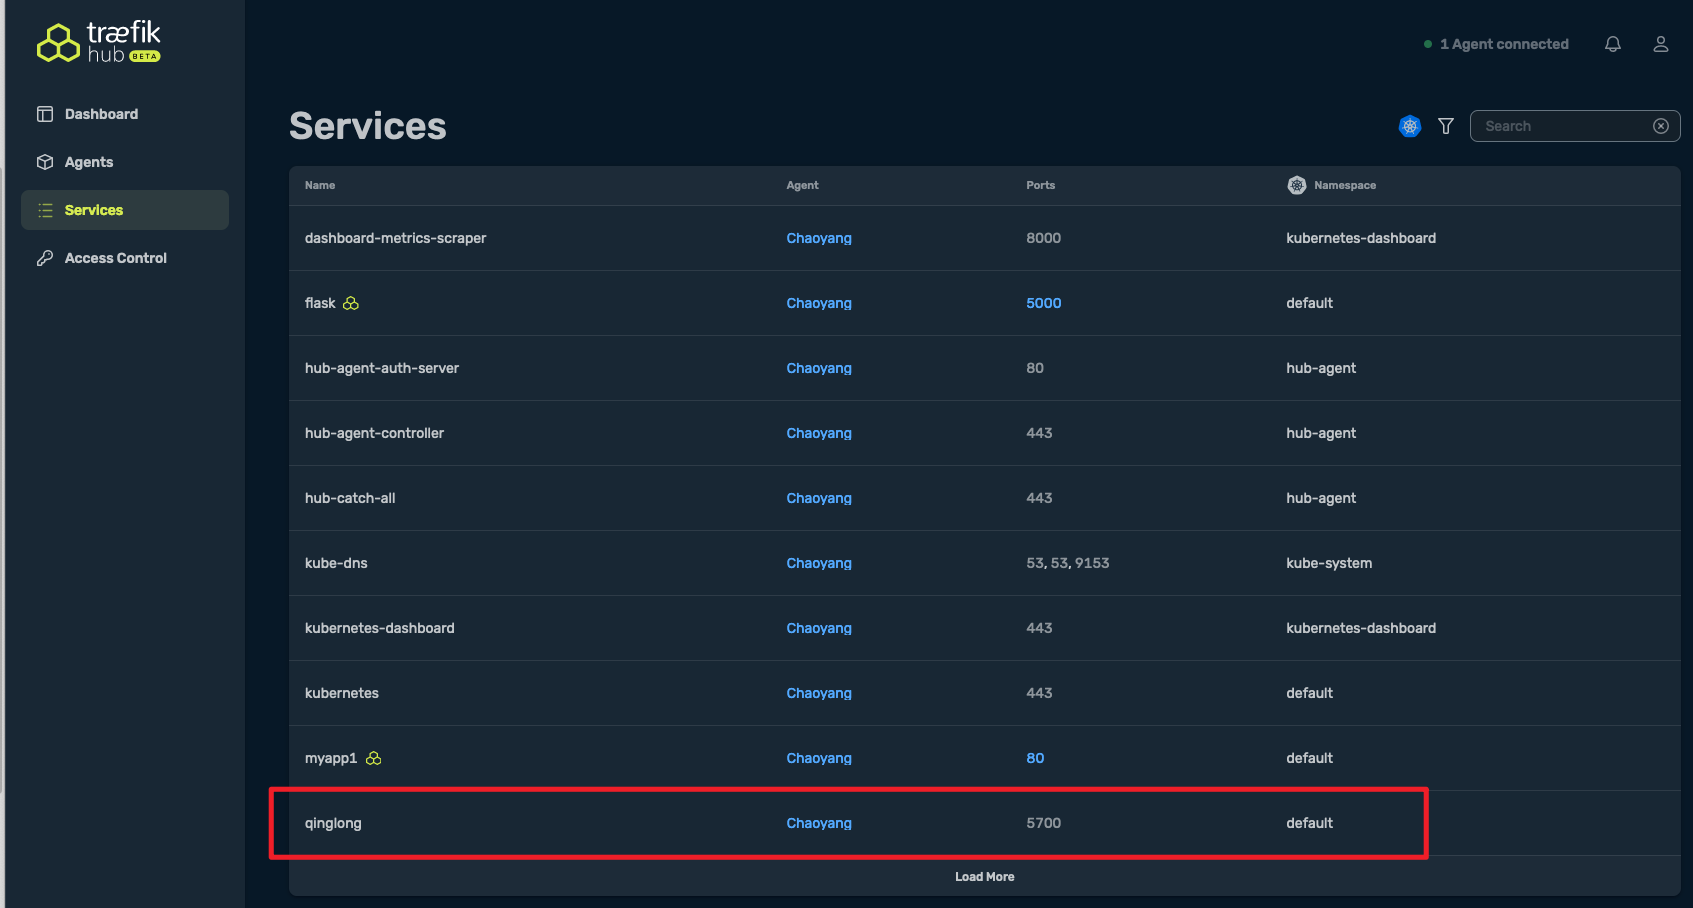 træfik
hub BETA
1 Agent connected
Dashboard
Agents
Services
Access Control
Services
Search
Name Agent Ports Namespace
dashboard-metrics-scraper Chaoyang 8000 kubernetes-dashboard
flask Chaoyang 5000 default
hub-agent-auth-server Chaoyang 80 hub-agent
hub-agent-controller Chaoyang 443 hub-agent
hub-catch-all Chaoyang 443 hub-agent
kube-dns Chaoyang 53, 53, 9153 kube-system
kubernetes-dashboard Chaoyang 443 kubernetes-dashboard
kubernetes Chaoyang 443 default
myapp1 Chaoyang 80 default
qinglong Chaoyang 5700 default
Load More